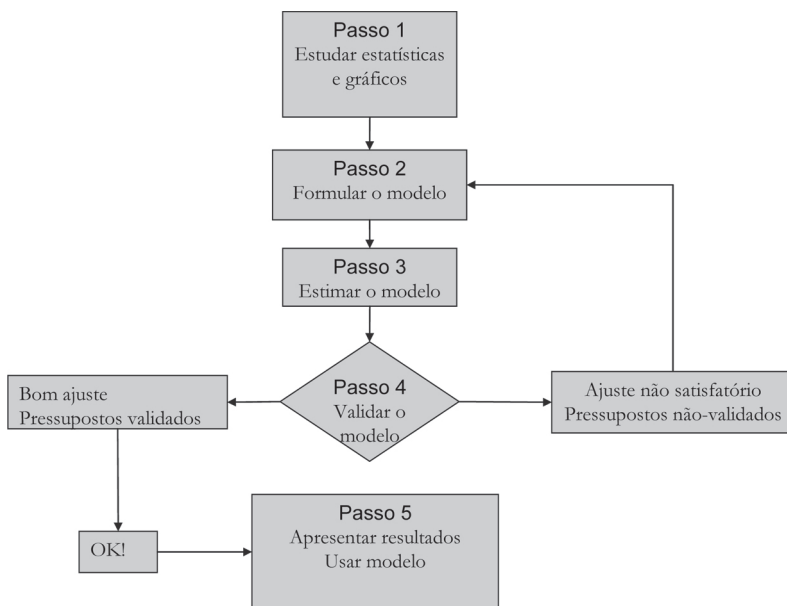 Passo 1
Estudar estatísticas
e gráficos
Passo 2
Formular o modelo
Passo 3
Estimar o modelo
Passo 4
Validar o
modelo
Bom ajuste
Pressupostos validados
Ajuste não satisfatório
Pressupostos não-validados
OK!
Passo 5
Apresentar resultados
Usar modelo